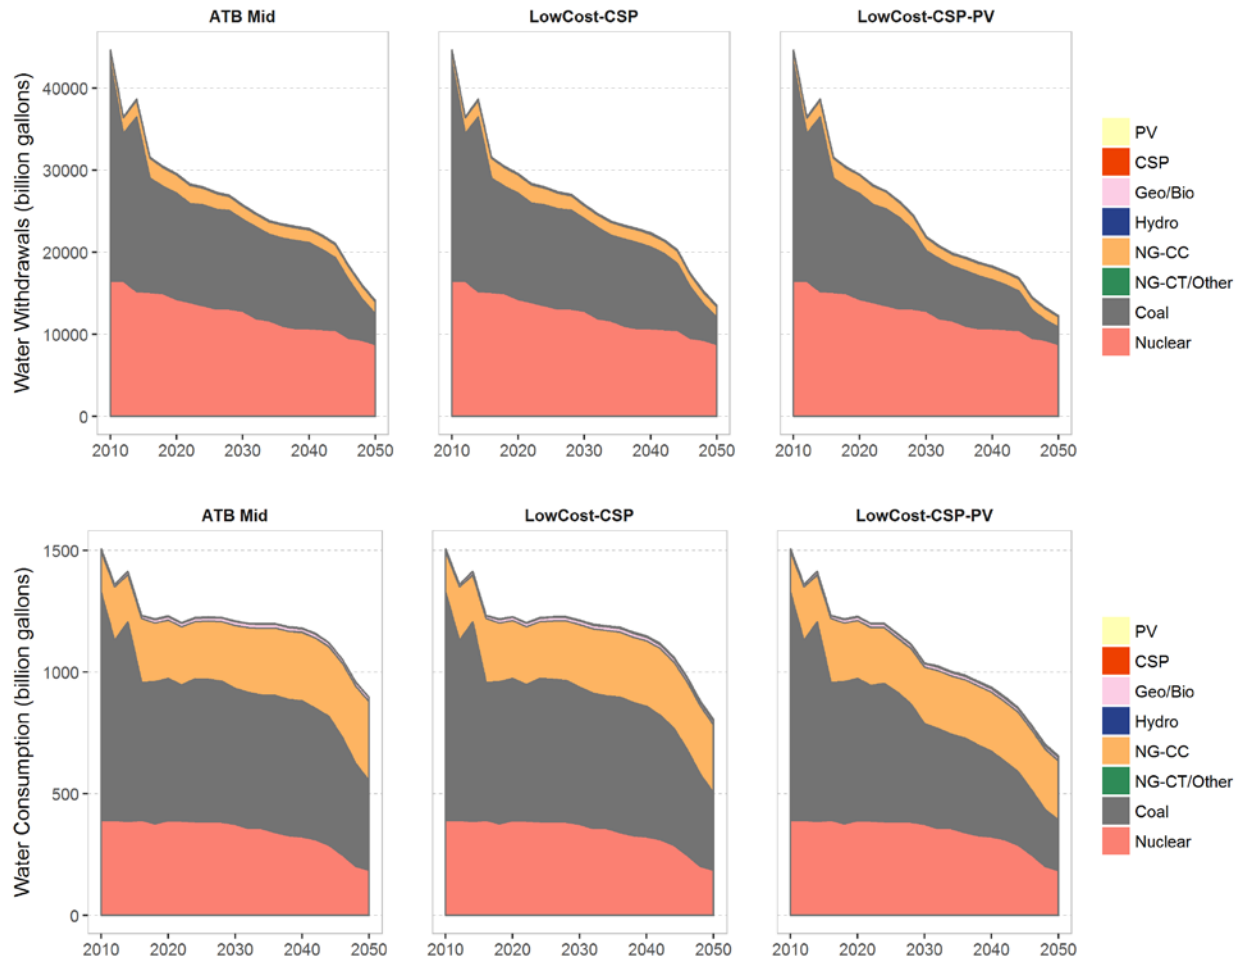 ATB Mid LowCost-CSP LowCost-CSP-PV
Water Withdrawals (billion gallons)
40000
30000
20000
10000
0
2010 2020 2030 2040 2050 2010 2020 2030 2040 2050 2010 2020 2030 2040 2050
PV
CSP
Geo/Bio
Hydro
NG-CC
NG-CT/Other
Coal
Nuclear
ATB Mid LowCost-CSP LowCost-CSP-PV
Water Consumption (billion gallons)
1500
1000
500
0
2010 2020 2030 2040 2050 2010 2020 2030 2040 2050 2010 2020 2030 2040 2050
PV
CSP
Geo/Bio
Hydro
NG-CC
NG-CT/Other
Coal
Nuclear